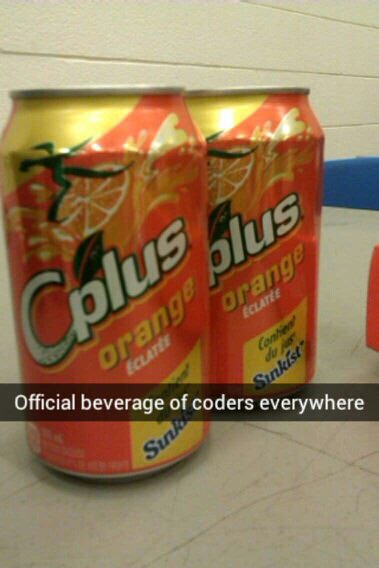 Cplus
orange
ÉCLATÉE
Sunkist
plus
orange
ÉCLATÉE
Contient
du jus
Sunkist
Official beverage of coders everywhere